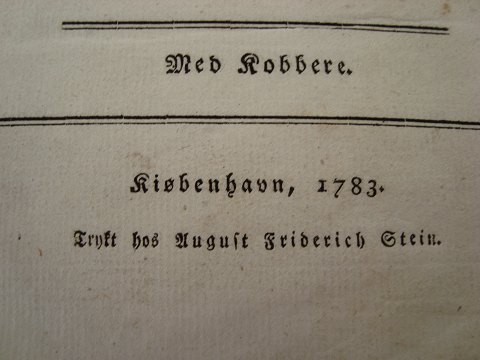 Med Kobbere.
Kiøbenhavn, 1783.
Trykt hos August Friderich Stein.